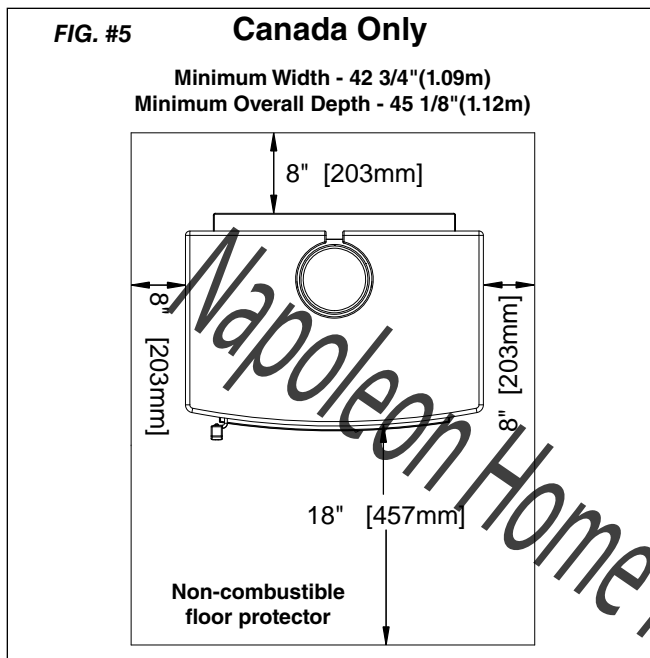 FIG. #5
Canada Only
Minimum Width - 42 3/4"(1.09m)
Minimum Overall Depth - 45 1/8"(1.12m)
8" [203mm]
8" [203mm]
8" [203mm]
18" [457mm]
Non-combustible
floor protector
Napoleon Home